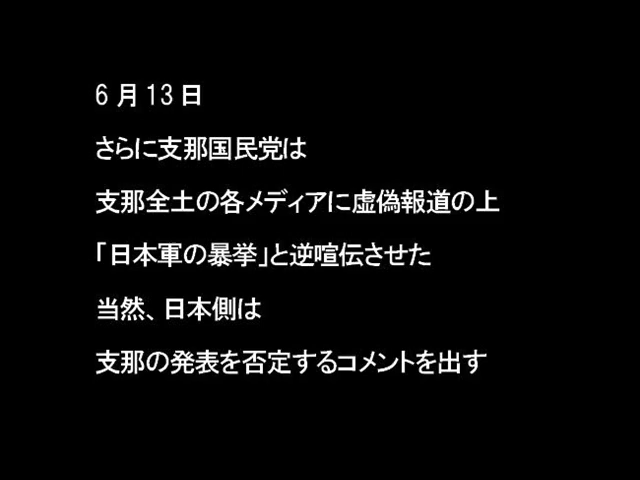 6月13日
さらに支那国民党は
支那全土の各メディアに虚偽報道の上
「日本軍の暴挙」と逆喧伝させた
当然、日本側は
支那の発表を否定するコメントを出す